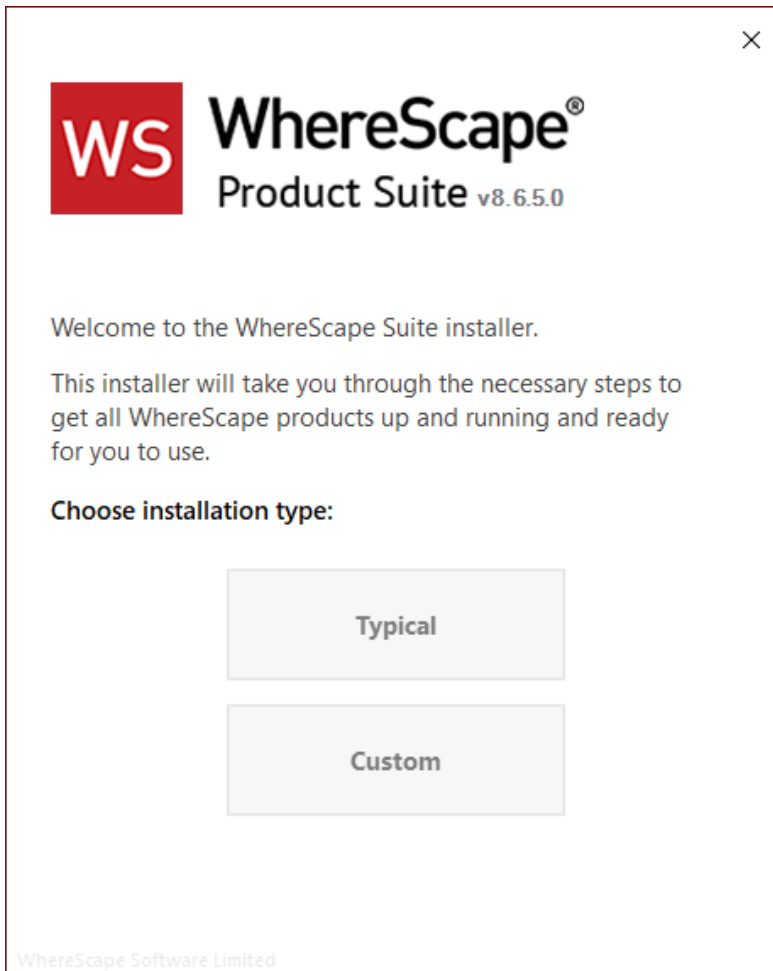 WS WhereScape®
Product Suite v8.6.5.0
Welcome to the WhereScape Suite installer.
This installer will take you through the necessary steps to
get all WhereScape products up and running and ready
for you to use.
Choose installation type:
Typical
Custom
WhereScape Software Limited